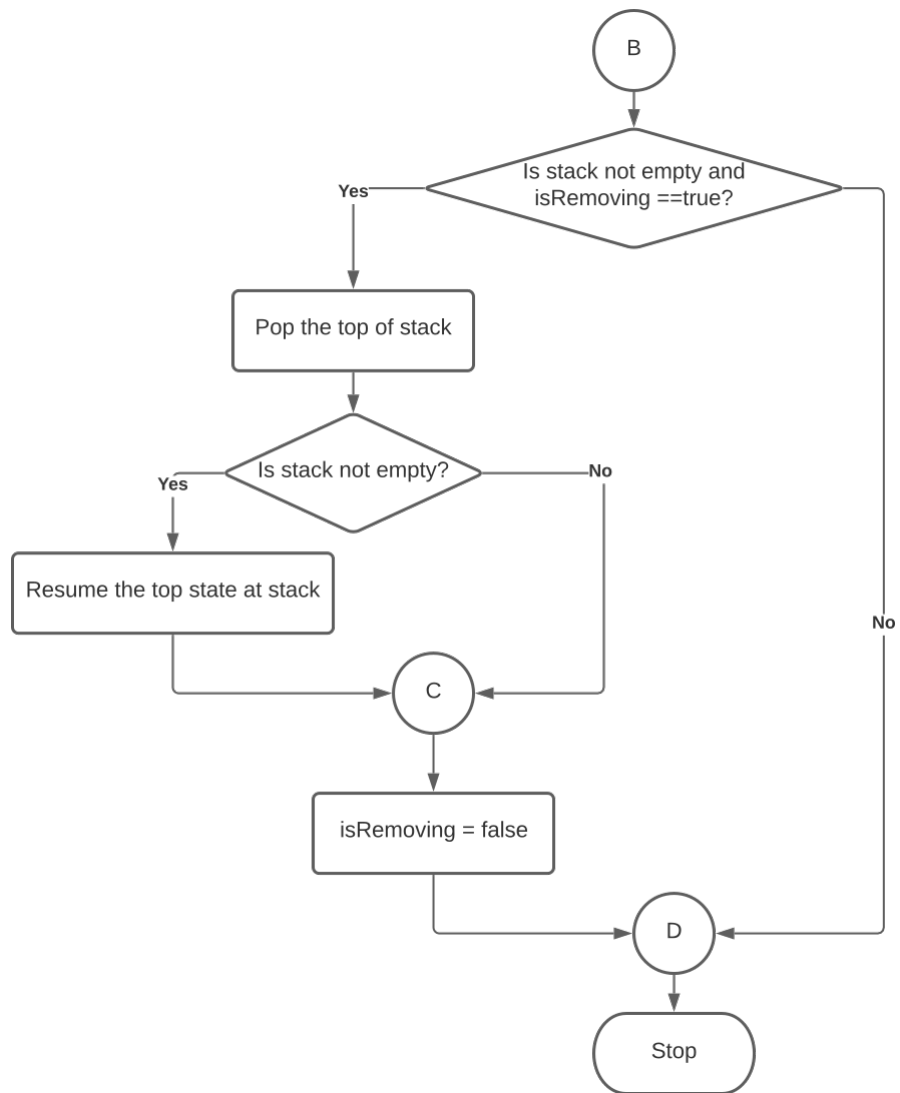 B
Is stack not empty and
isRemoving ==true?
Yes
Pop the top of stack
Is stack not empty?
Yes
No
Resume the top state at stack
No
C
isRemoving = false
D
Stop